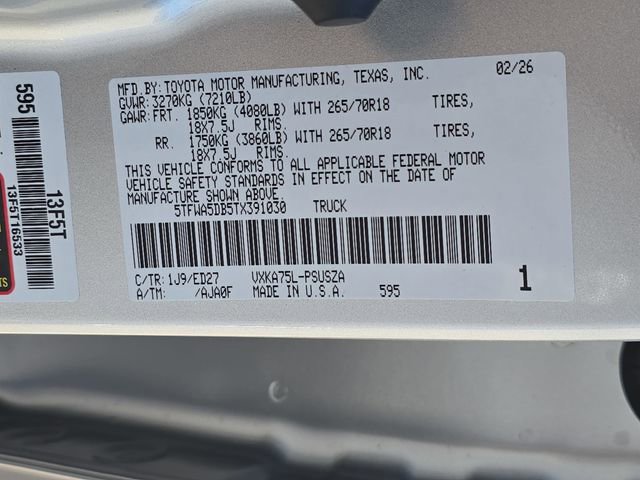 MFD.BY: TOYOTA MOTOR MANUFACTURING, TEXAS, INC. 02/26
GVWR: 3270KG (7210LB)
GAWR: FRT. 1850KG (4080LB) WITH 265/70R18 TIRES,
18X7.5J RIMS.
RR. 1750KG (3860LB) WITH 265/70R18 TIRES,
18X7.5J RIMS.
THIS VEHICLE CONFORMS TO ALL APPLICABLE FEDERAL MOTOR
VEHICLE SAFETY STANDARDS IN EFFECT ON THE DATE OF
MANUFACTURE SHOWN ABOVE.
5TFWA5DB5TX391030 TRUCK
C/TR: 1J9/ED27 VXKA75L-PSUSZA
A/TM: /AJA0F MADE IN U.S.A. 595 1
595
13F5T
13F5T16533